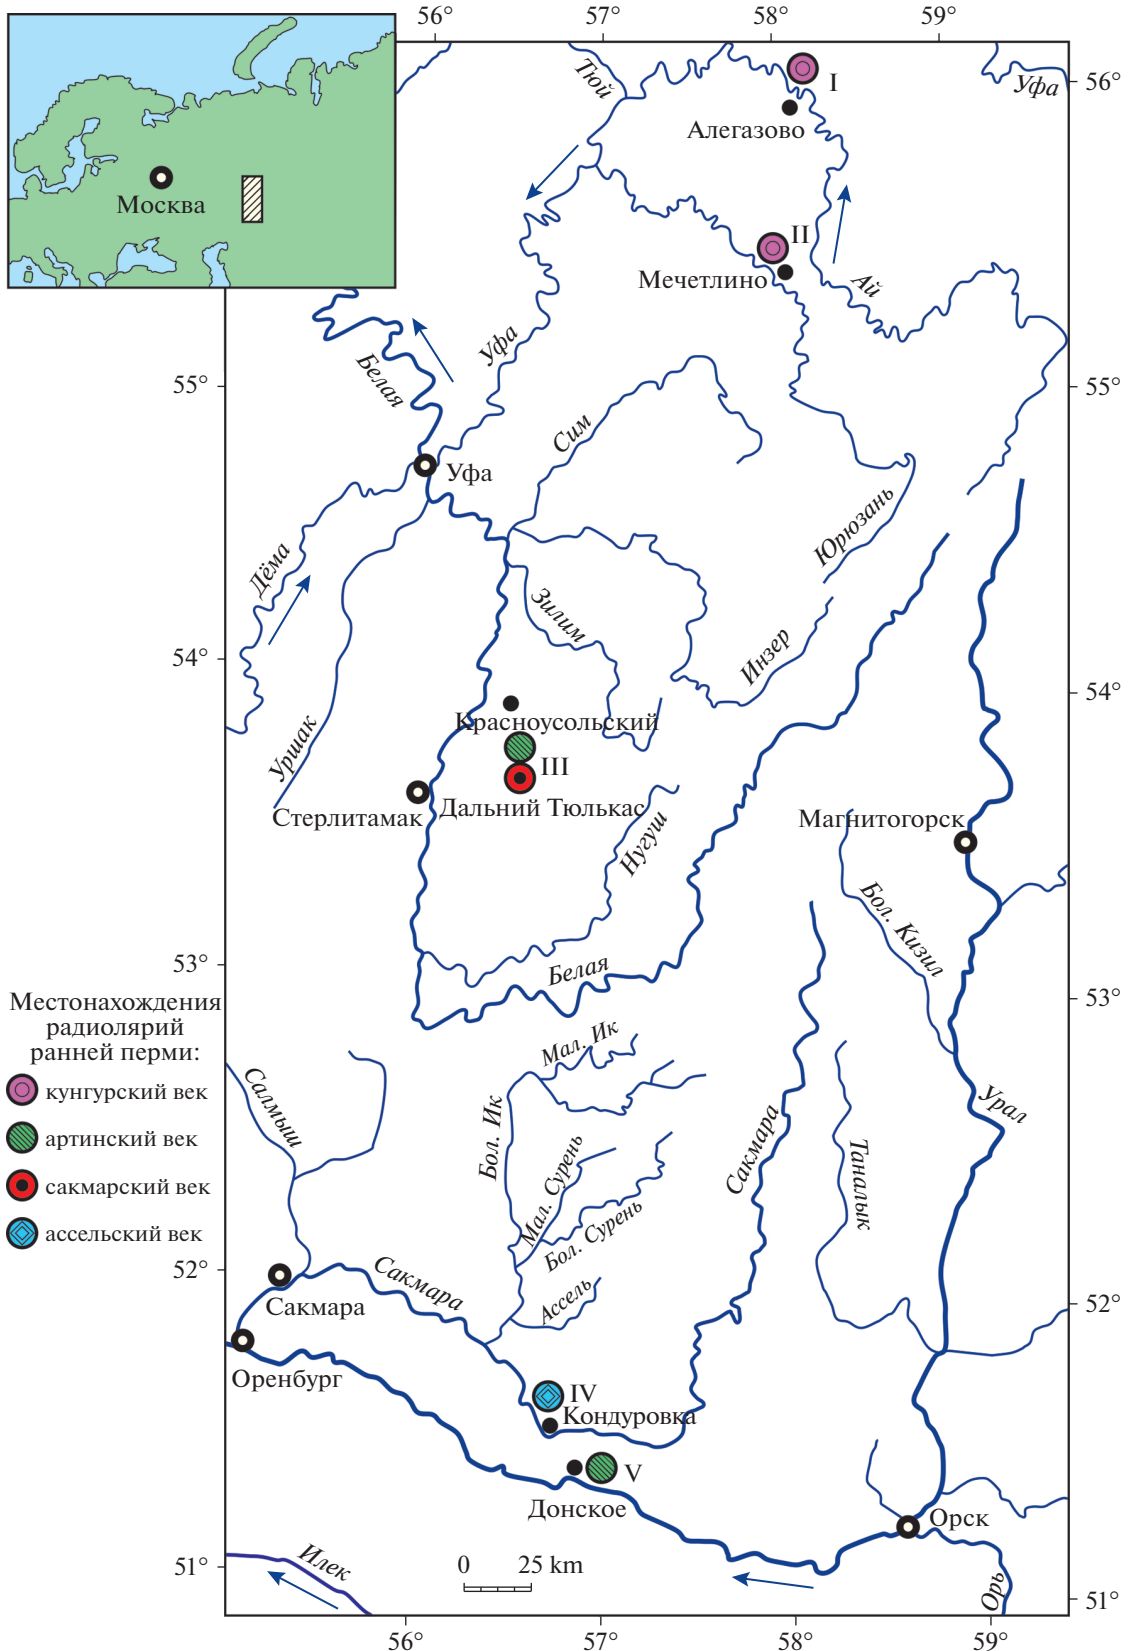 56°
57°
58°
59°
Москва
Тюй
I
56°
Уфа
Алегазово
II
Мечетлино
Ай
Уфа
Белая
55°
55°
Сим
Уфа
Юрюзань
Дёма
Зилим
Инзер
54°
54°
Красноусольский
Уршак
III
Стерлитамак
Дальний Тюлькас
Магнитогорск
Нугуш
Бол. Кизил
53°
Белая
53°
Местонахождения
радиолярий
ранней перми:
кунгурский век
артинский век
сакмарский век
ассельский век
Мал. Ик
Салмыш
Бол. Ик
Урал
Сакмара
Мал. Сурень
Таналык
Бол. Сурень
52°
Сакмара
Ассель
52°
Сакмара
Оренбург
IV
Кондуровка
V
Донское
Орск
Илек
0
25 km
51°
51°
Орь
56°
57°
58°
59°